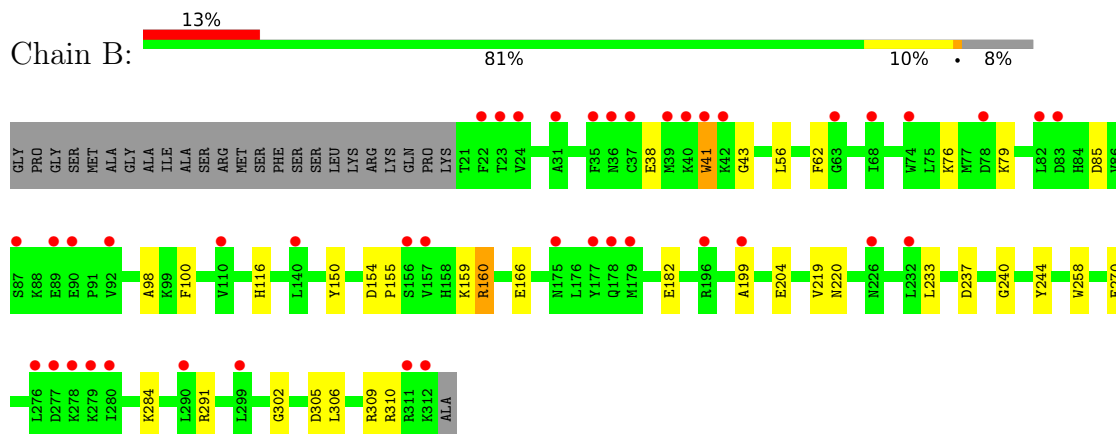 13%
Chain B:
81% 10% • 8%
GLY PRO GLY SER MET ALA GLY ALA ILE ALA SER ARG MET SER PHE SER SER LEU LYS ARG LYS GLN PRO LYS T21 F22 T23 V24 A31 F35 N36 C37 E38 M39 K40 W41 K42 G43 L56 F62 G63 I68 W74 L75 K76 M77 D78 K79 L82 D83 H84 D85 V86
S87 K88 E89 E90 P91 V92 A98 K99 F100 V110 H116 L140 Y150 D154 P155 S156 V157 H158 K159 R160 E166 N175 L176 Y177 Q178 M179 E182 R196 A199 E204 V219 N220 N226 L232 L233 D237 G240 Y244 W258 E270
L276 D277 K278 K279 I280 K284 L290 R291 L299 G302 D305 L306 R309 R310 R311 K312 ALA